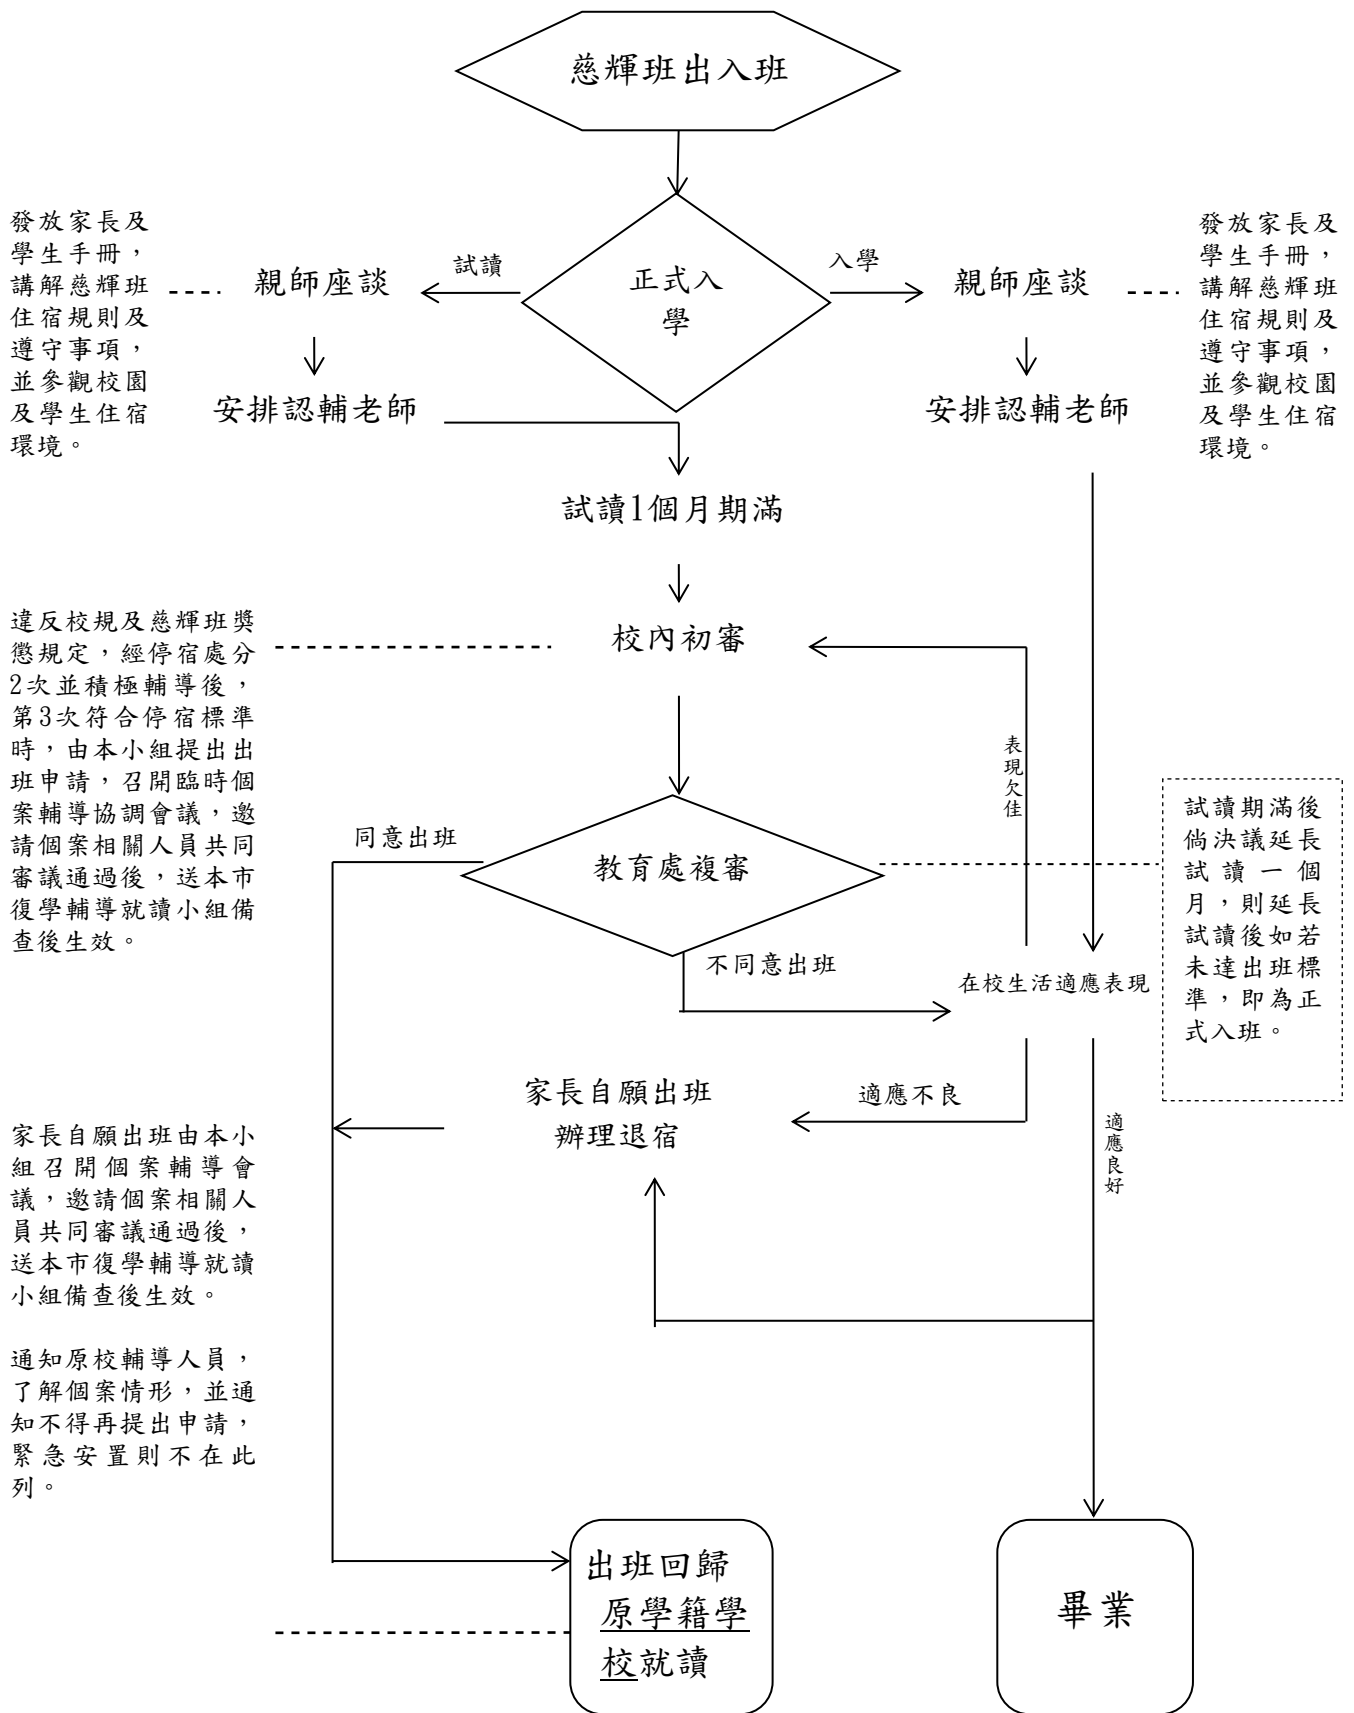 慈輝班出入班
發放家長及
學生手冊，
講解慈輝班
住宿規則及
遵守事項，
並參觀校園
及學生住宿
環境。
親師座談
試讀
正式入
學
入學
親師座談
發放家長及
學生手冊，
講解慈輝班
住宿規則及
遵守事項，
並參觀校園
及學生住宿
環境。
安排認輔老師
安排認輔老師
試讀1個月期滿
違反校規及慈輝班獎
懲規定，經停宿處分
2次並積極輔導後，
第3次符合停宿標準
時，由本小組提出出
班申請，召開臨時個
案輔導協調會議，邀
請個案相關人員共同
審議通過後，送本市
復學輔導就讀小組備
查後生效。
校內初審
表現欠佳
同意出班
教育處複審
不同意出班
在校生活適應表現
試讀期滿後
倘決議延長
試讀一個
月，則延長
試讀後如若
未達出班標
準，即為正
式入班。
家長自願出班
辦理退宿
適應不良
適應良好
家長自願出班由本小
組召開個案輔導會
議，邀請個案相關人
員共同審議通過後，
送本市復學輔導就讀
小組備查後生效。
通知原校輔導人員，
了解個案情形，並通
知不得再提出申請，
緊急安置則不在此
列。
出班回歸
原學籍學
校就讀
畢業